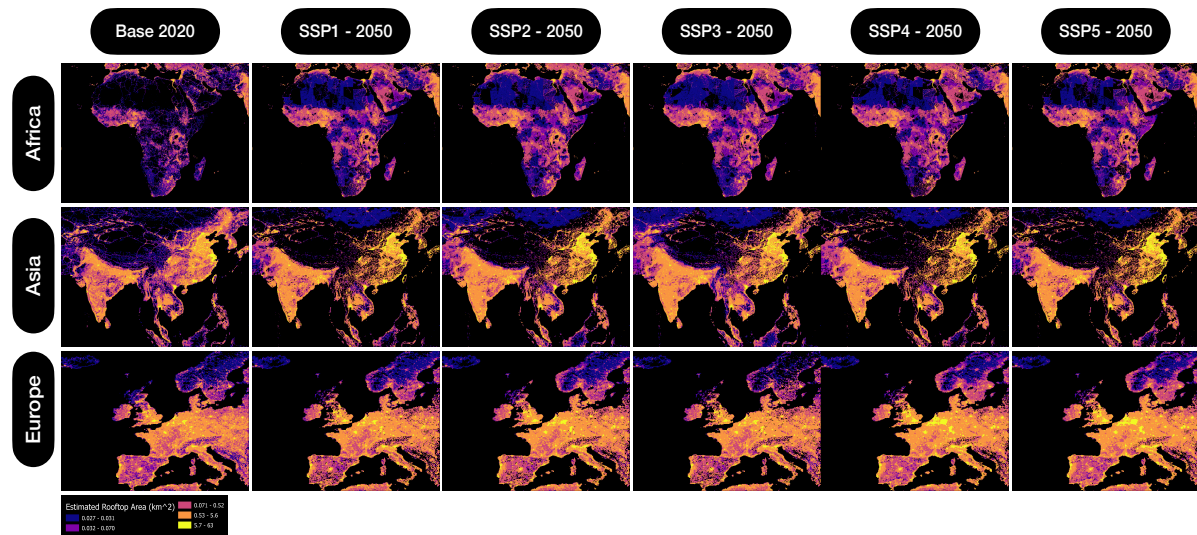 Base 2020
SSP1 - 2050
SSP2 - 2050
SSP3 - 2050
SSP4 - 2050
SSP5 - 2050
Africa
Asia
Europe
Estimated Rooftop Area (km^2)
0.027 - 0.031
0.032 - 0.070
0.071 - 0.52
0.53 - 5.6
5.7 - 63